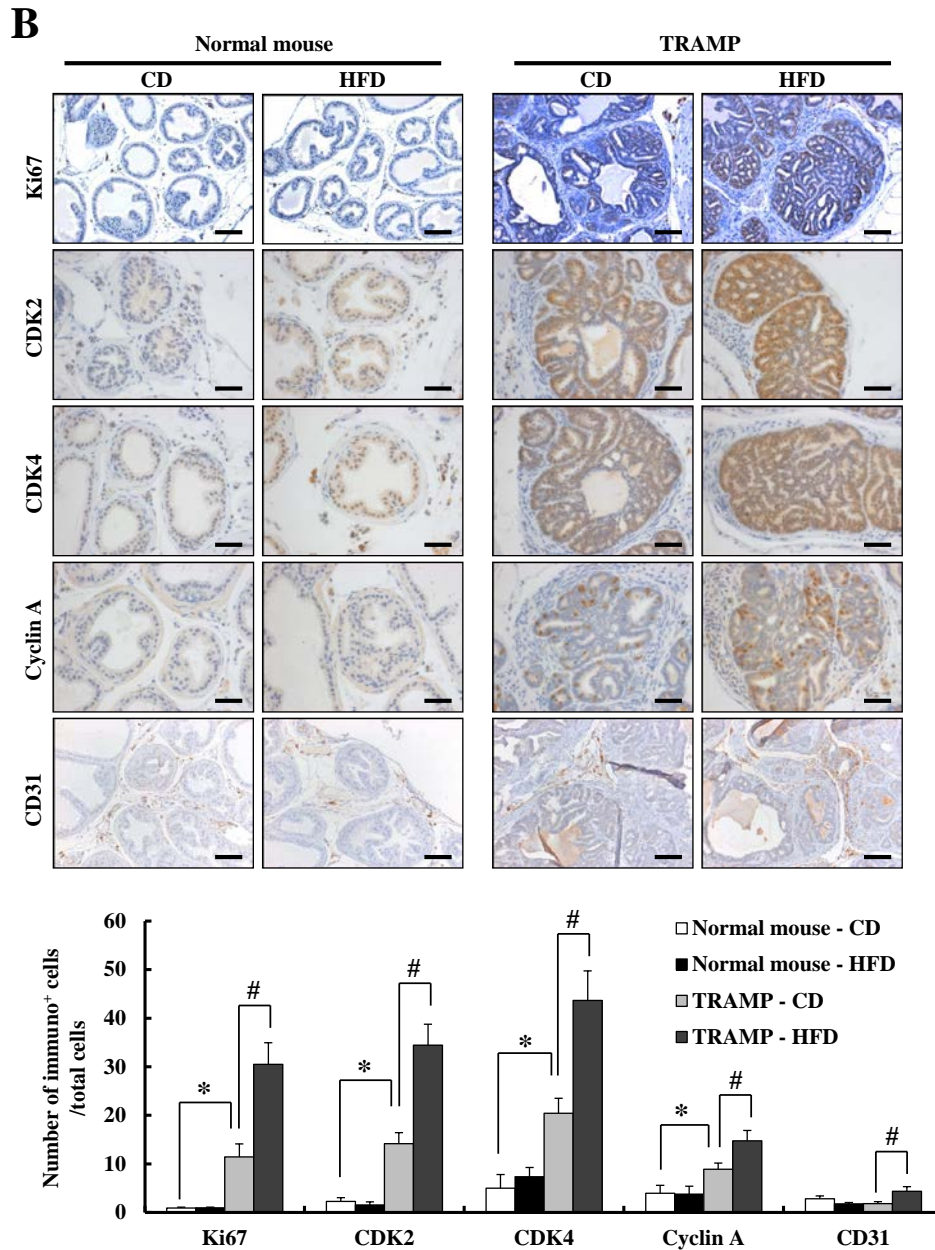 B
Normal mouse TRAMP
CD HFD CD HFD
Ki67
CDK2
CDK4
Cyclin A
CD31
Number of immuno⁺ cells
/total cells
60
50
40
30
20
10
0
* # * # * # * # #
Normal mouse - CD
Normal mouse - HFD
TRAMP - CD
TRAMP - HFD
Ki67 CDK2 CDK4 Cyclin A CD31